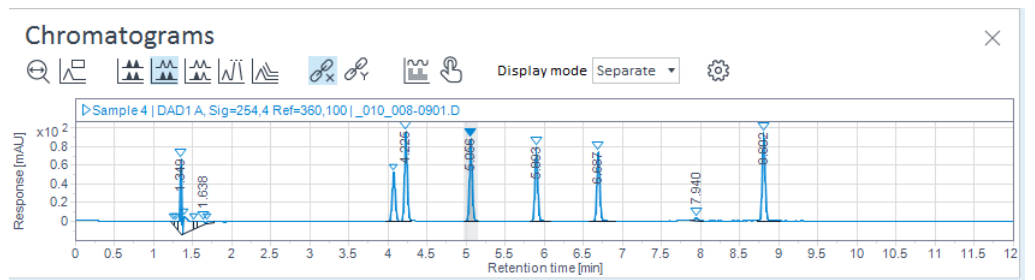 Chromatograms
X Y Display mode Separate
Sample 4 | DAD1 A, Sig=254,4 Ref=360,100 | _010_008-0901.D
Response [mAU]
x10 2
0.8
0.6
0.4
0.2
0
1.349
1.638
4.225
5.056
5.893
6.687
7.940
8.802
0 0.5 1 1.5 2 2.5 3 3.5 4 4.5 5 5.5 6 6.5 7 7.5 8 8.5 9 9.5 10 10.5 11 11.5 12
Retention time [min]